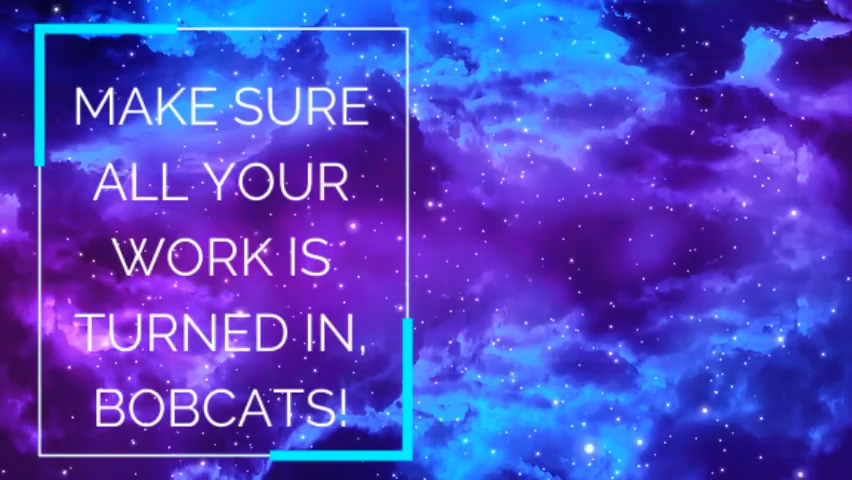 MAKE SURE
ALL YOUR
WORK IS
TURNED IN,
BOBCATS!